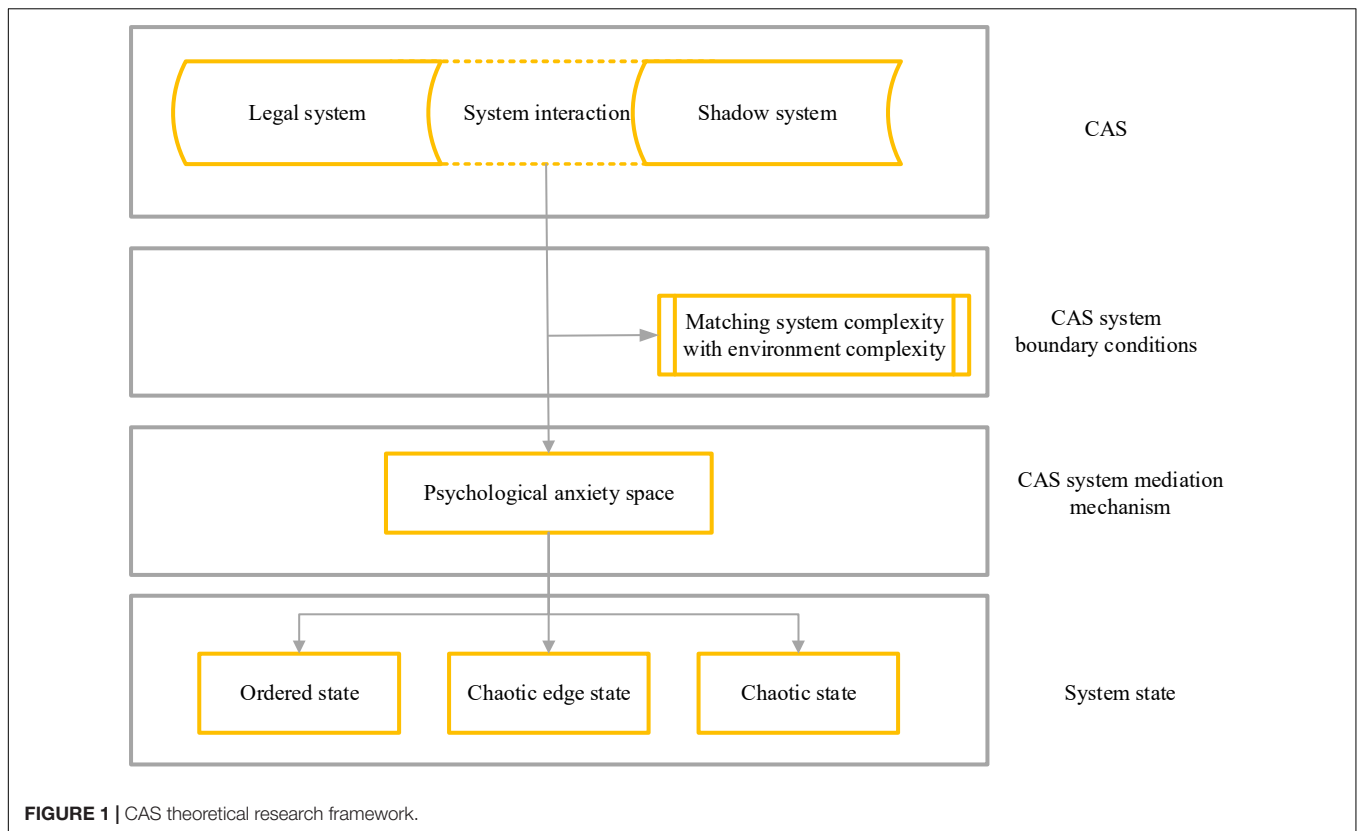 Legal system
System interaction
Shadow system
CAS
Matching system complexity
with environment complexity
CAS system
boundary conditions
Psychological anxiety space
CAS system mediation
mechanism
Ordered state
Chaotic edge state
Chaotic state
System state
FIGURE 1 | CAS theoretical research framework.